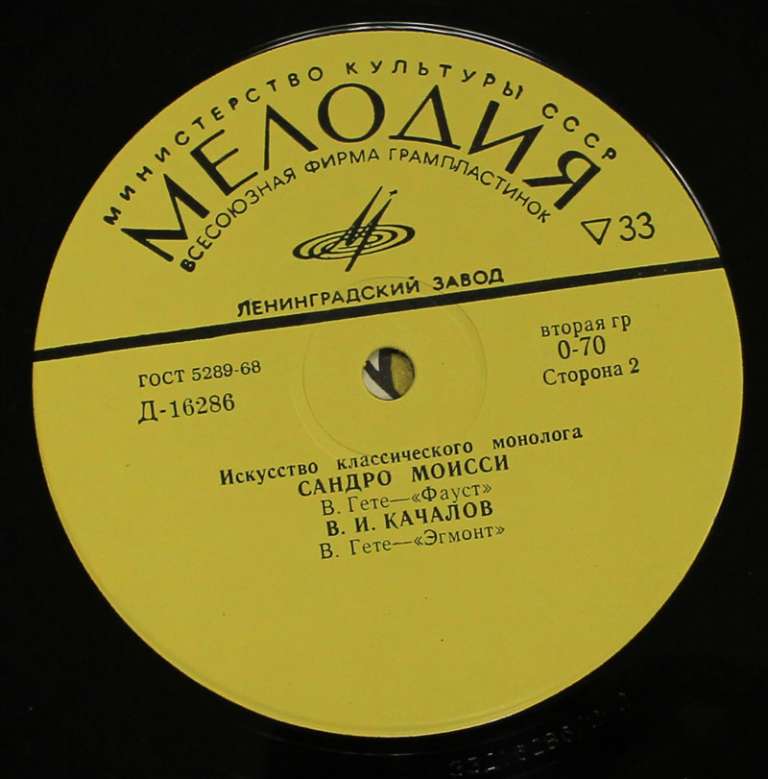 МИНИСТЕРСТВО КУЛЬТУРЫ СССР
МЕЛОДИЯ
ВСЕСОЮЗНАЯ ФИРМА ГРАМПЛАСТИНОК
33
ЛЕНИНГРАДСКИЙ ЗАВОД
ГОСТ 5289-68
Д-16286
вторая гр
0-70
Сторона 2
Искусство классического монолога
САНДРО МОИССИ
В. Гете—«Фауст»
В. И. КАЧАЛОВ
В. Гете—«Эгмонт»